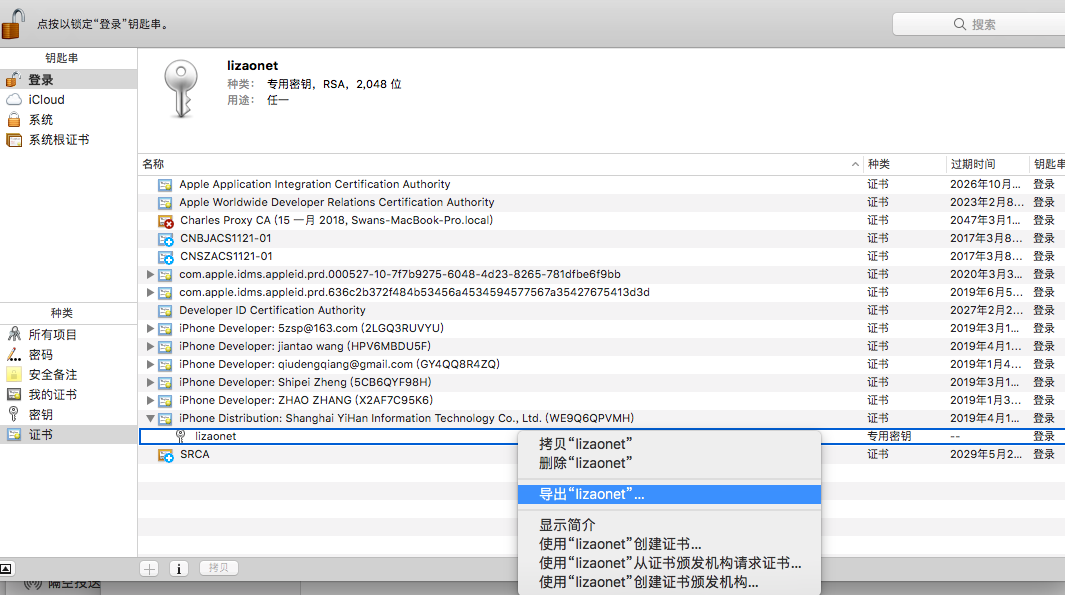 点按以锁定“登录”钥匙串。
搜索
钥匙串
登录
iCloud
系统
系统根证书
lizaonet
种类： 专用密钥，RSA，2,048 位
用途： 任一
名称 种类 过期时间 钥匙串
Apple Application Integration Certification Authority 证书 2026年10月... 登录
Apple Worldwide Developer Relations Certification Authority 证书 2023年2月8... 登录
Charles Proxy CA (15 一月 2018, Swans-MacBook-Pro.local) 证书 2047年3月1... 登录
CNBJACS1121-01 证书 2017年3月8... 登录
CNSZACS1121-01 证书 2017年3月8... 登录
com.apple.idms.appleid.prd.000527-10-7f7b9275-6048-4d23-8265-781dfbe6f9bb 证书 2020年3月3... 登录
com.apple.idms.appleid.prd.636c2b372f484b53456a4534594577567a35427675413d3d 证书 2019年6月5... 登录
Developer ID Certification Authority 证书 2027年2月2... 登录
iPhone Developer: 5zsp@163.com (2LGQ3RUVYU) 证书 2019年3月1... 登录
iPhone Developer: jiantao wang (HPV6MBDU5F) 证书 2019年4月1... 登录
iPhone Developer: qiudengqiang@gmail.com (GY4QQ8R4ZQ) 证书 2019年1月4... 登录
iPhone Developer: Shipei Zheng (5CB6QYF98H) 证书 2019年3月1... 登录
iPhone Developer: ZHAO ZHANG (X2AF7C95K6) 证书 2019年1月3... 登录
iPhone Distribution: Shanghai YiHan Information Technology Co., Ltd. (WE9Q6QPVMH) 证书 2019年4月1... 登录
lizaonet 专用密钥 -- 登录
SRCA 证书 2029年5月2... 登录
种类
所有项目
密码
安全备注
我的证书
密钥
证书
拷贝“lizaonet”
删除“lizaonet”
导出“lizaonet”...
显示简介
使用“lizaonet”创建证书...
使用“lizaonet”从证书颁发机构请求证书...
使用“lizaonet”创建证书颁发机构...
拷贝
隔空投送